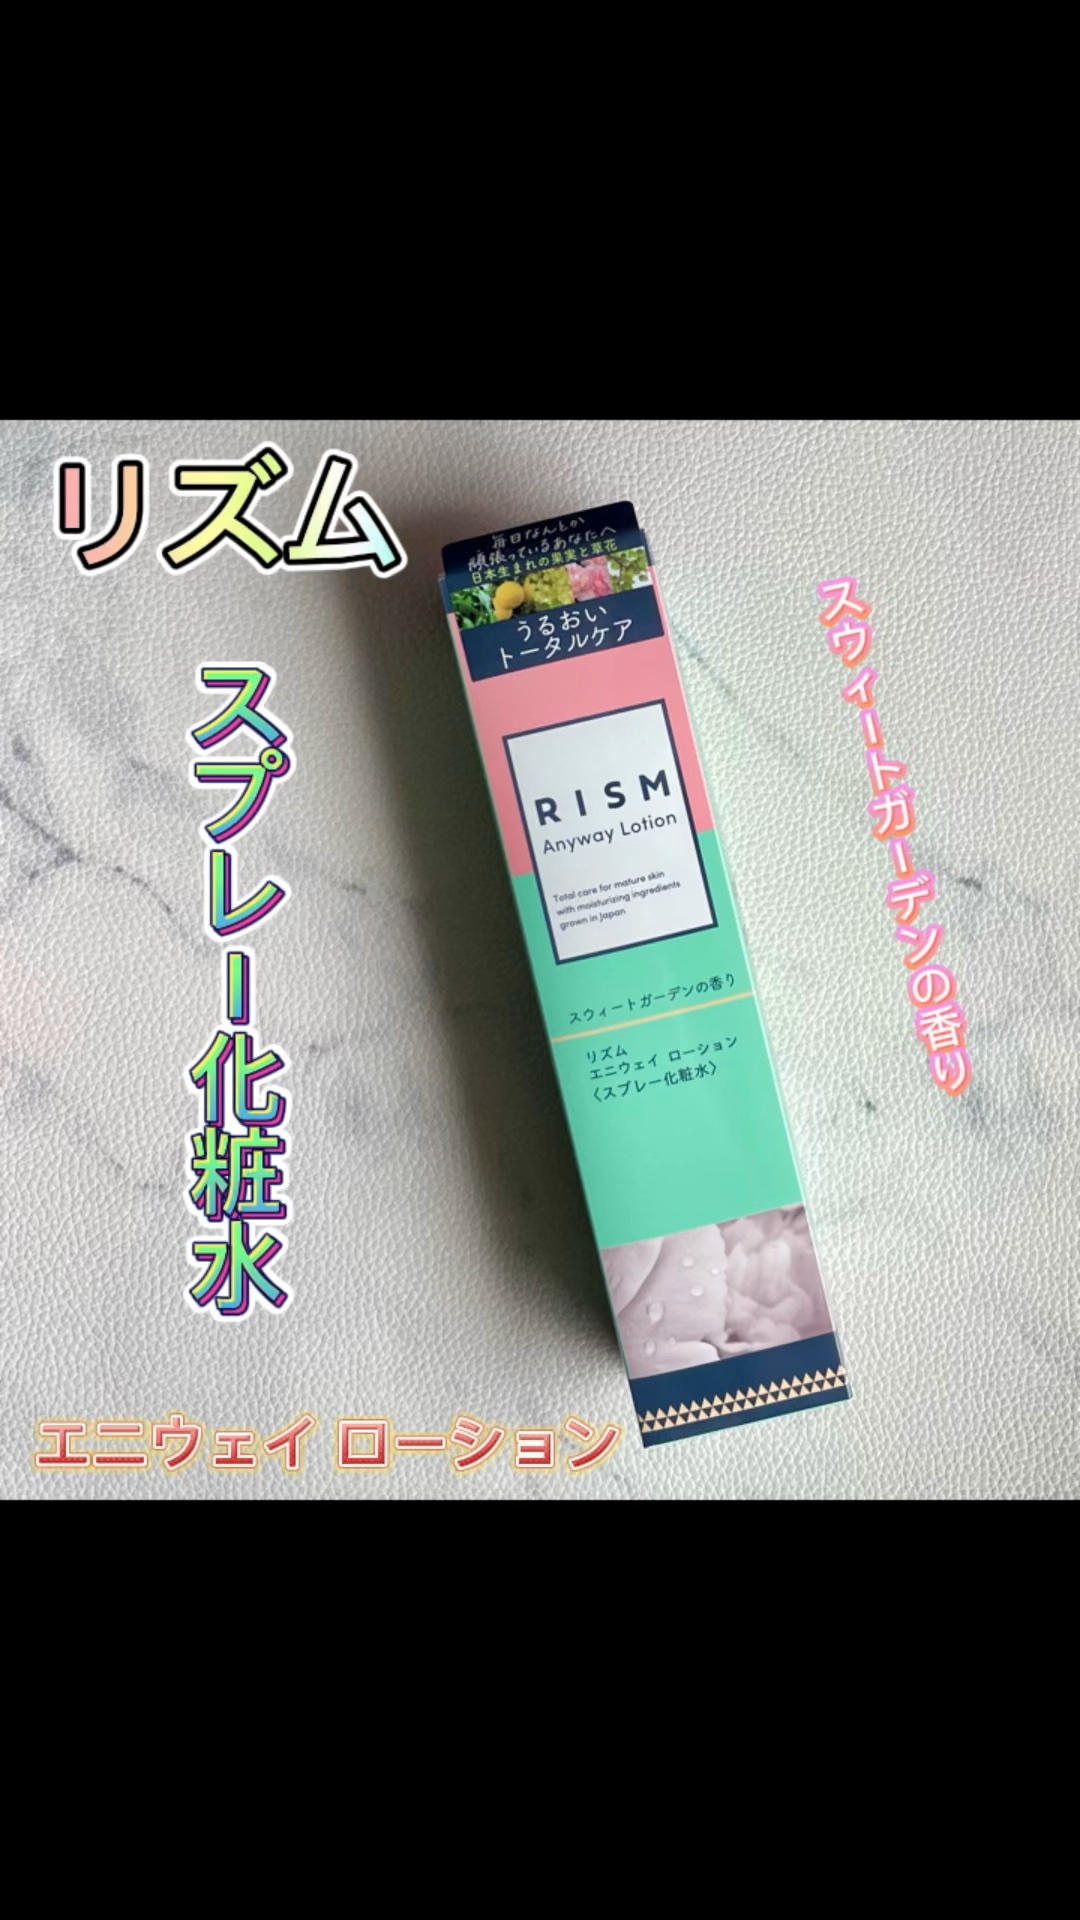 リズム
スプレー化粧水
スウィートガーデンの香り
毎日なんとか
頑張っているあなたへ
日本生まれの果実と草花
うるおい
トータルケア
RISM
Anyway Lotion
Total care for mature skin
with moisturizing ingredients
grown in Japan
スウィートガーデンの香り
リズム
エニウェイ ローション
〈スプレー化粧水〉
エニウェイ ローション